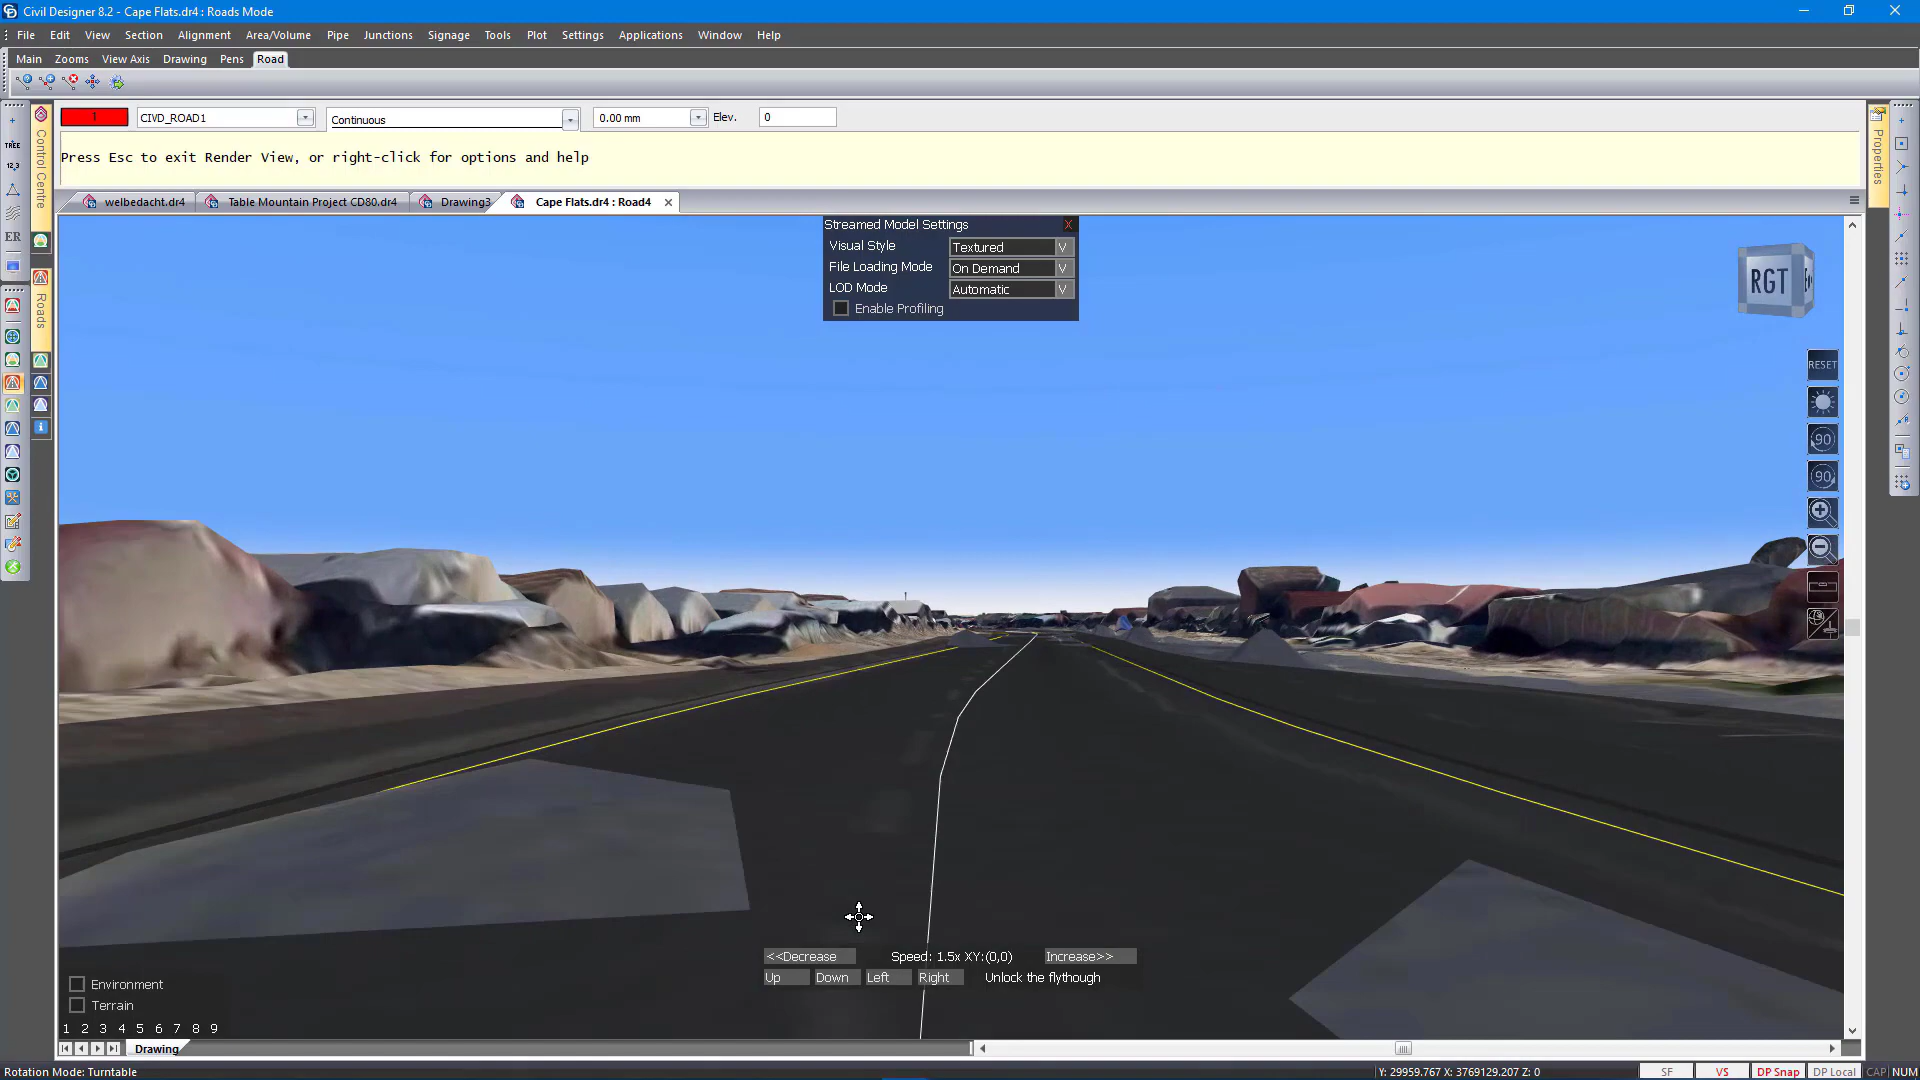 Civil Designer 8.2 - Cape Flats.dr4 : Roads Mode
File Edit View Section Alignment Area/Volume Pipe Junctions Signage Tools Plot Settings Applications Window Help
Main Zooms View Axis Drawing Pens Road
1 CIVD_ROAD1 Continuous 0.00 mm Elev. 0
Press Esc to exit Render View, or right-click for options and help
welbedacht.dr4 Table Mountain Project CD80.dr4 Drawing3 Cape Flats.dr4 : Road4
TREE
12.3
ER
Control Centre
Roads
Properties
Streamed Model Settings X
Visual Style Textured V
File Loading Mode On Demand V
LOD Mode Automatic V
Enable Profiling
RGT
RESET
90
90
<<Decrease Speed: 1.5x XY:(0,0) Increase>>
Up Down Left Right Unlock the flythough
Environment
Terrain
1 2 3 4 5 6 7 8 9
Drawing
Rotation Mode: Turntable Y: 29959.767 X: 3769129.207 Z: 0 SF VS DP Snap DP Local CAP NUM